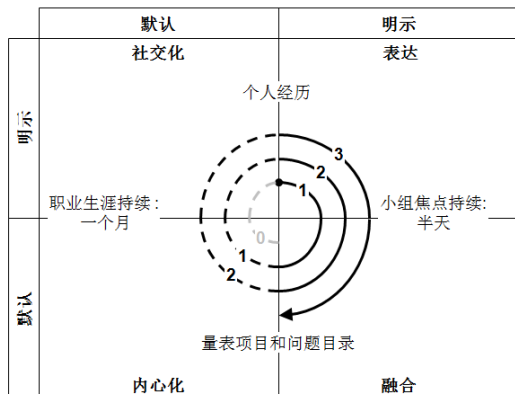 默认 明示
社交化 表达
个人经历
明示
3
2
1
职业生涯持续：
一个月
小组焦点持续:
半天
0
1
2
默认
量表项目和问题目录
内心化 融合